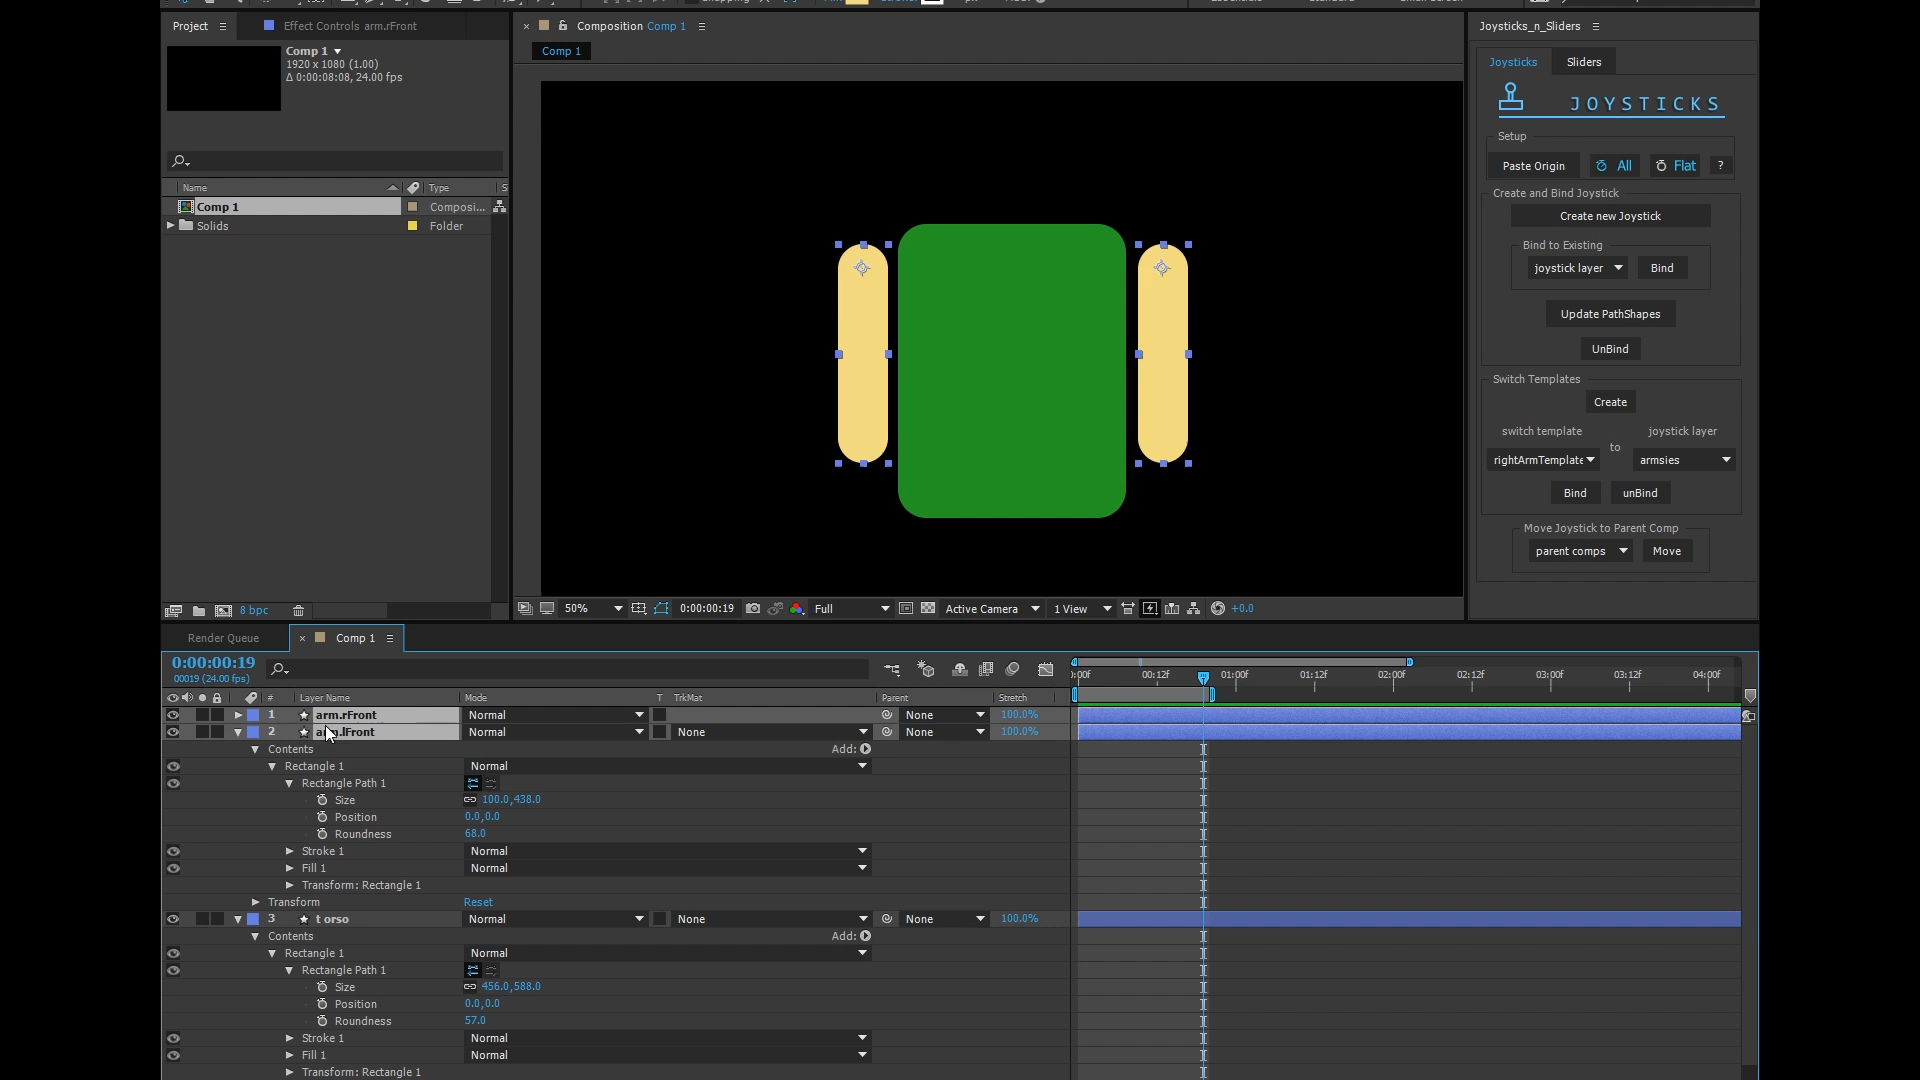 Project
Effect Controls arm.rFront
Composition Comp 1
Joysticks_n_Sliders
Comp 1
1920 x 1080 (1.00)
Δ 0:00:08:08, 24.00 fps
Comp 1
Joysticks
Sliders
JOYSTICKS
Setup
Paste Origin
All
Flat
?
Name
Type
S
Create and Bind Joystick
Comp 1
Composi...
Create new Joystick
Solids
Folder
Bind to Existing
joystick layer
Bind
Update PathShapes
UnBind
Switch Templates
Create
switch template
joystick layer
to
rightArmTemplate
armsies
Bind
unBind
Move Joystick to Parent Comp
parent comps
Move
8 bpc
50%
0:00:00:19
Full
Active Camera
1 View
+0.0
Render Queue
Comp 1
0:00:00:19
00019 (24.00 fps)
):00f 00:12f 01:00f 01:12f 02:00f 02:12f 03:00f 03:12f 04:00f
# Layer Name Mode T TrkMat Parent Stretch
1 arm.rFront Normal None 100.0%
2 arm.lFront Normal None None 100.0%
Contents Add:
Rectangle 1 Normal
Rectangle Path 1
Size 100.0,438.0
Position 0.0,0.0
Roundness 68.0
Stroke 1 Normal
Fill 1 Normal
Transform: Rectangle 1
Transform Reset
3 t orso Normal None None 100.0%
Contents Add:
Rectangle 1 Normal
Rectangle Path 1
Size 456.0,588.0
Position 0.0,0.0
Roundness 57.0
Stroke 1 Normal
Fill 1 Normal
Transform: Rectangle 1